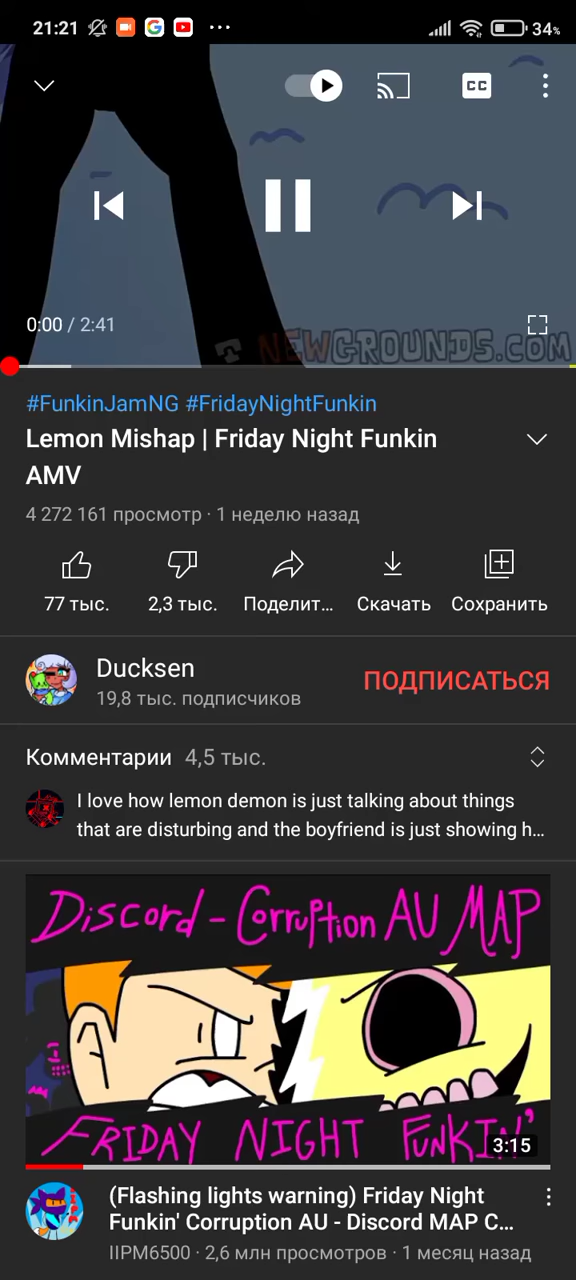 21:21
34%
CC
0:00 / 2:41
NEWGROUNDS.COM
#FunkinJamNG #FridayNightFunkin
Lemon Mishap | Friday Night Funkin
AMV
4 272 161 просмотр · 1 неделю назад
77 тыс.
2,3 тыс.
Поделит...
Скачать
Сохранить
Ducksen
19,8 тыс. подписчиков
ПОДПИСАТЬСЯ
Комментарии 4,5 тыс.
I love how lemon demon is just talking about things
that are disturbing and the boyfriend is just showing h...
Discord - Corruption AU MAP
FRIDAY NIGHT FUNKIN'
3:15
(Flashing lights warning) Friday Night
Funkin' Corruption AU - Discord MAP C...
IIPM6500 · 2,6 млн просмотров · 1 месяц назад